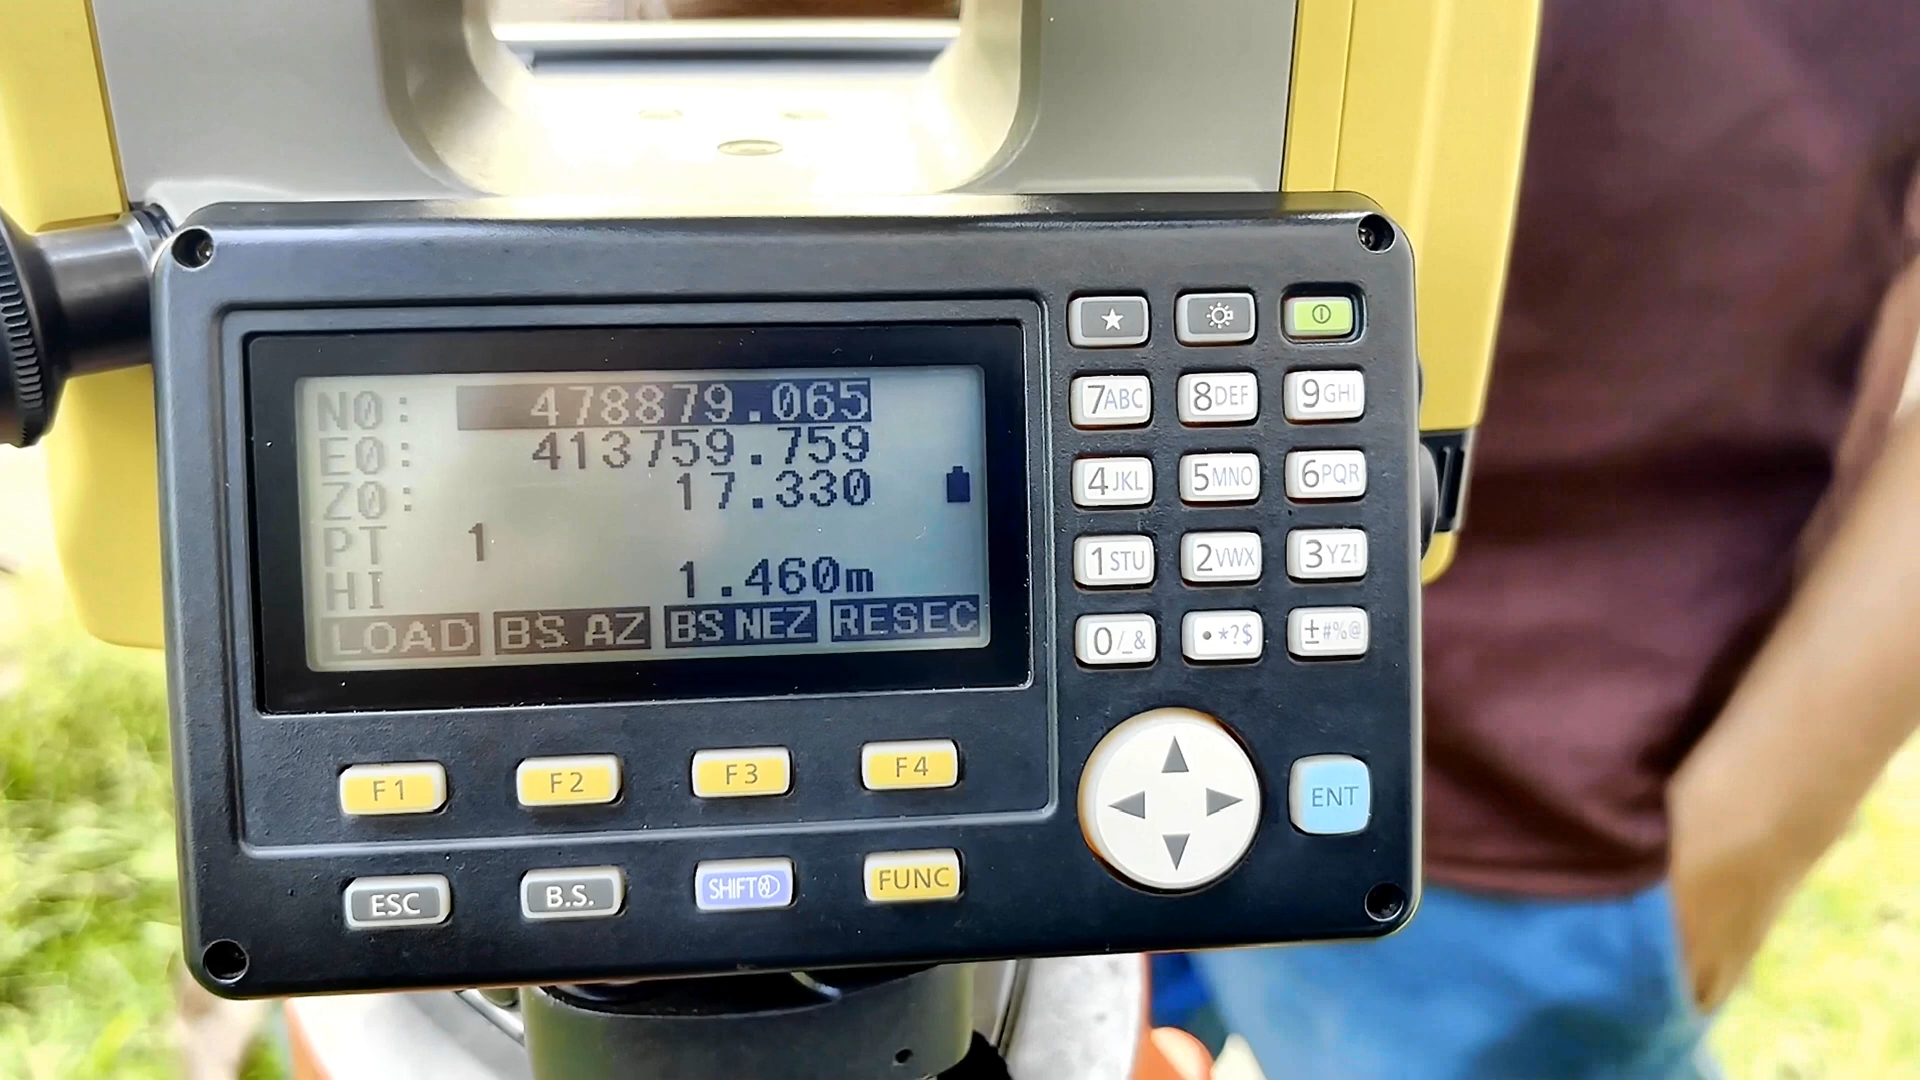 N0: 478879.065
E0: 413759.759
Z0: 17.330
PT 1
HI 1.460m
LOAD BS AZ BS NEZ RESEC
F1 F2 F3 F4
ESC B.S. SHIFT FUNC
7ABC 8DEF 9GHI
4JKL 5MNO 6PQR
1STU 2VWX 3YZ!
0/_& •*?$ ±#%@
ENT